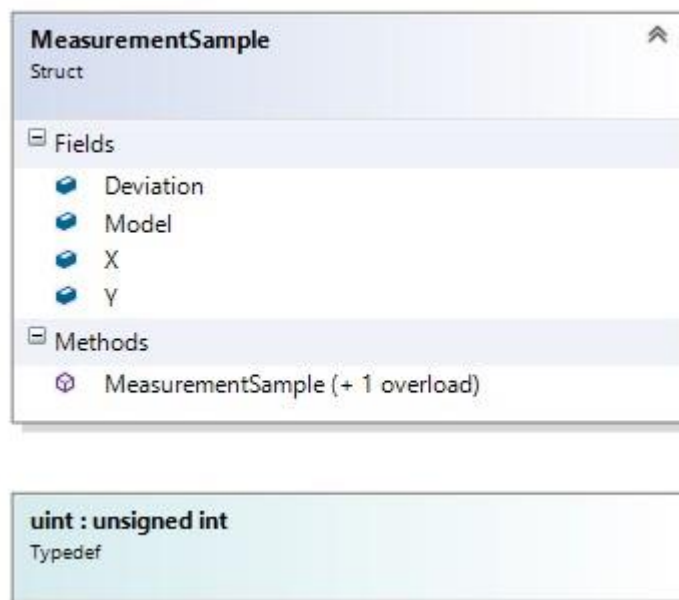 MeasurementSample
Struct
Fields
Deviation
Model
X
Y
Methods
MeasurementSample (+ 1 overload)
uint : unsigned int
Typedef